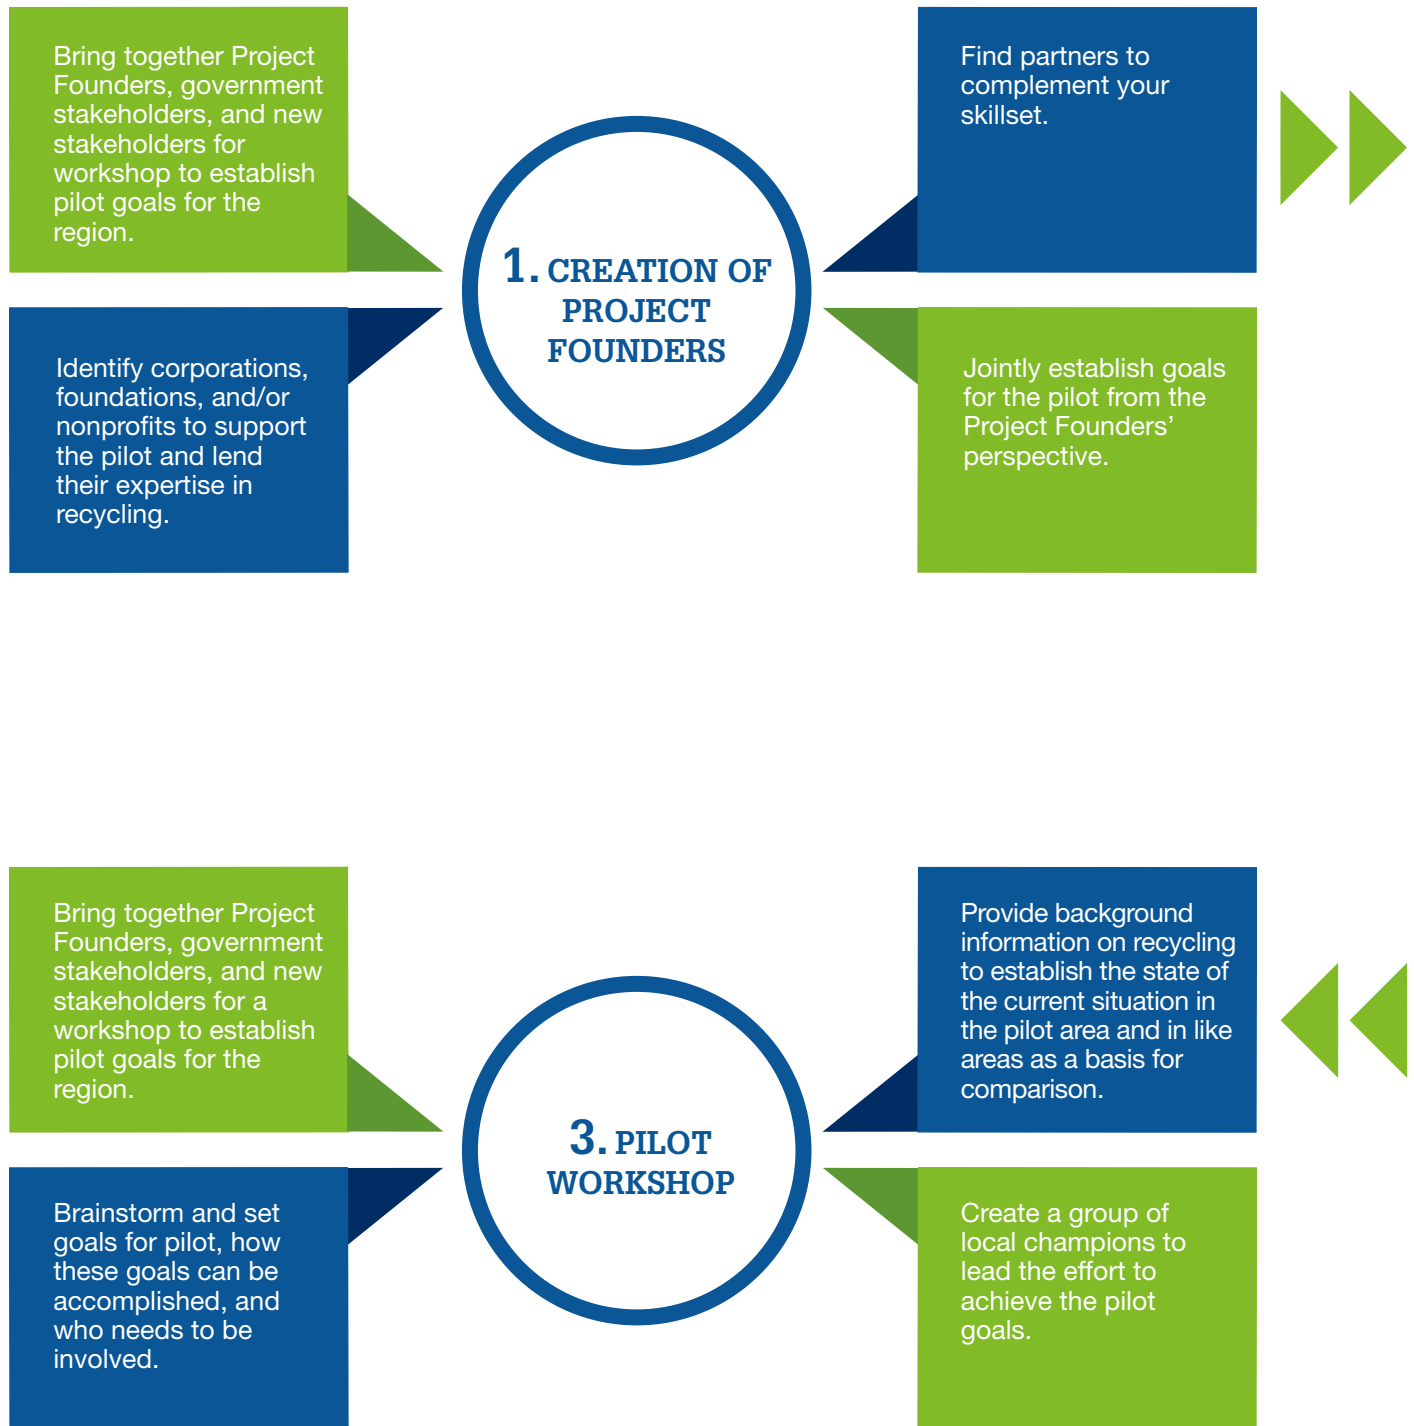 Bring together Project
Founders, government
stakeholders, and new
stakeholders for
workshop to establish
pilot goals for the
region.
Identify corporations,
foundations, and/or
nonprofits to support
the pilot and lend
their expertise in
recycling.
1. CREATION OF
PROJECT
FOUNDERS
Find partners to
complement your
skillset.
Jointly establish goals
for the pilot from the
Project Founders’
perspective.
Bring together Project
Founders, government
stakeholders, and new
stakeholders for a
workshop to establish
pilot goals for the
region.
Brainstorm and set
goals for pilot, how
these goals can be
accomplished, and
who needs to be
involved.
3. PILOT
WORKSHOP
Provide background
information on recycling
to establish the state of
the current situation in
the pilot area and in like
areas as a basis for
comparison.
Create a group of
local champions to
lead the effort to
achieve the pilot
goals.